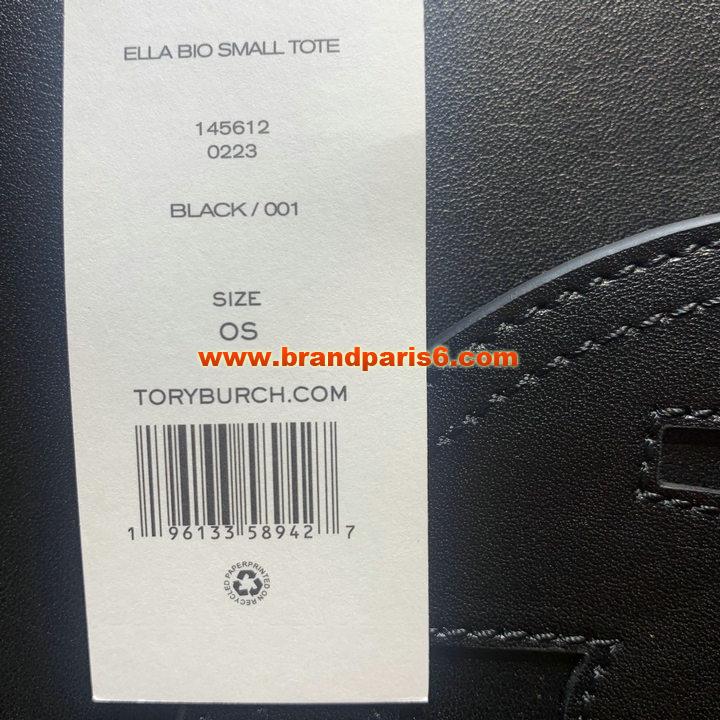 ELLA BIO SMALL TOTE
145612
0223
BLACK / 001
SIZE
OS
www.brandparis6.com
TORYBURCH.COM
1 96133 58942 7
PRINTED ON RECYCLED PAPER